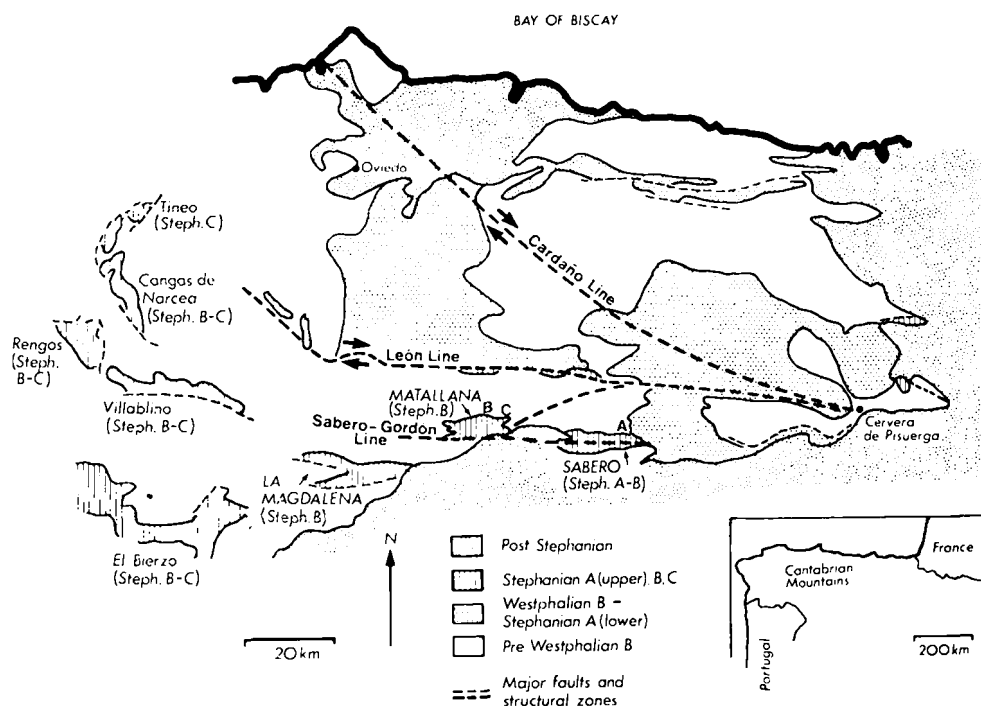 BAY OF BISCAY
Oviedo
Tineo
(Steph. C)
Cangas de
Narcea
(Steph. B-C)
Rengos
(Steph.
B-C)
Villablino
(Steph. B-C)
Cardaño Line
León Line
MATALLANA
(Steph. B)
B
C
Sabero-Gordón
Line
A
SABERO
(Steph. A-B)
Cervera
de Pisuerga
LA
MAGDALENA
(Steph. B)
El Bierzo
(Steph. B-C)
N
20 km
Post Stephanian
Stephanian A (upper), B, C
Westphalian B -
Stephanian A (lower)
Pre Westphalian B
Major faults and
structural zones
France
Cantabrian
Mountains
Portugal
200 km